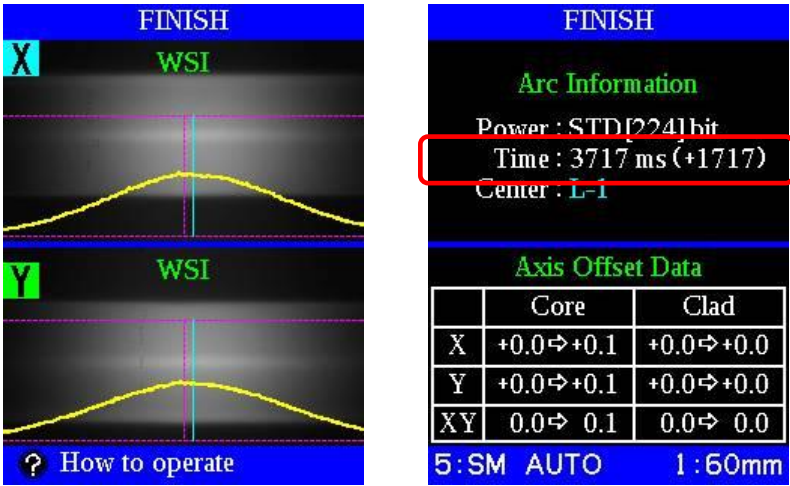 FINISH
X
WSI
Y
WSI
? How to operate
FINISH
Arc Information
Power : STD[224]bit
Time : 3717 ms(+1717)
Center : L-1
Axis Offset Data
Core Clad
X +0.0⇨+0.1 +0.0⇨+0.0
Y +0.0⇨+0.1 +0.0⇨+0.0
XY 0.0⇨ 0.1 0.0⇨ 0.0
5:SM AUTO 1:60mm